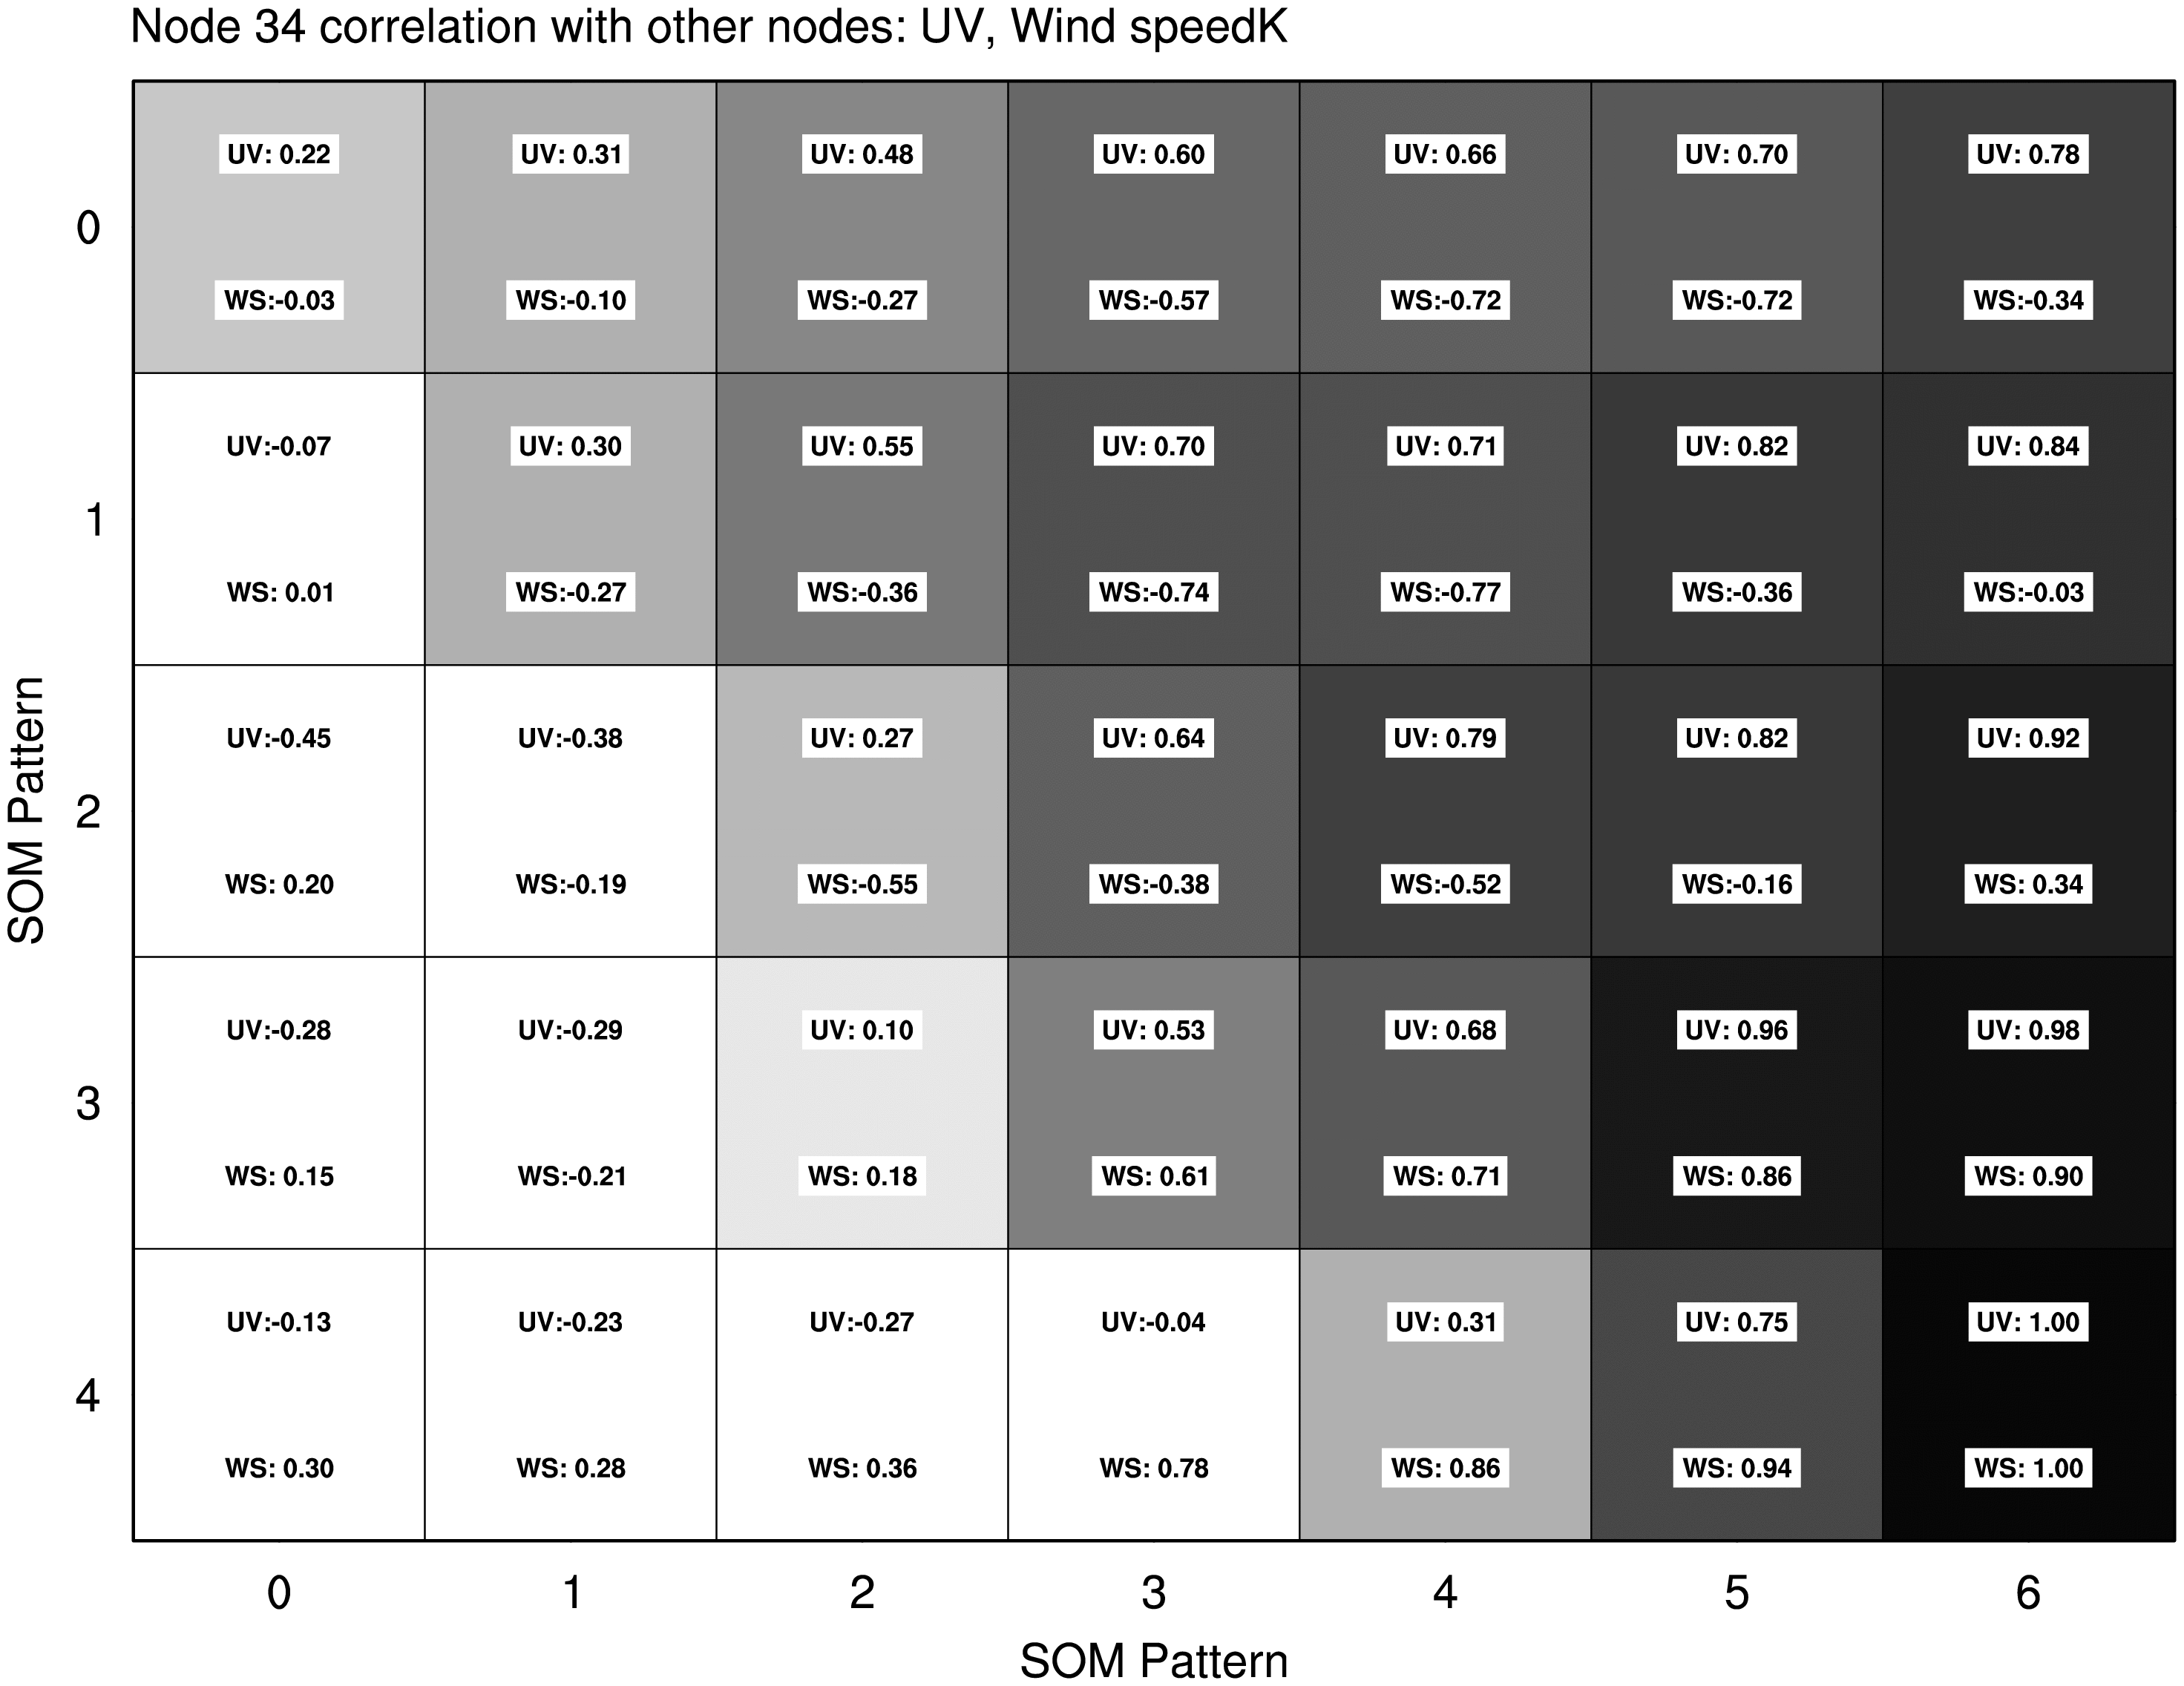 Node 34 correlation with other nodes: UV, Wind speedK
UV: 0.22 UV: 0.31 UV: 0.48 UV: 0.60 UV: 0.66 UV: 0.70 UV: 0.78
0
WS:-0.03 WS:-0.10 WS:-0.27 WS:-0.57 WS:-0.72 WS:-0.72 WS:-0.34
UV:-0.07 UV: 0.30 UV: 0.55 UV: 0.70 UV: 0.71 UV: 0.82 UV: 0.84
1
WS: 0.01 WS:-0.27 WS:-0.36 WS:-0.74 WS:-0.77 WS:-0.36 WS:-0.03
UV:-0.45 UV:-0.38 UV: 0.27 UV: 0.64 UV: 0.79 UV: 0.82 UV: 0.92
SOM Pattern
2
WS: 0.20 WS:-0.19 WS:-0.55 WS:-0.38 WS:-0.52 WS:-0.16 WS: 0.34
UV:-0.28 UV:-0.29 UV: 0.10 UV: 0.53 UV: 0.68 UV: 0.96 UV: 0.98
3
WS: 0.15 WS:-0.21 WS: 0.18 WS: 0.61 WS: 0.71 WS: 0.86 WS: 0.90
UV:-0.13 UV:-0.23 UV:-0.27 UV:-0.04 UV: 0.31 UV: 0.75 UV: 1.00
4
WS: 0.30 WS: 0.28 WS: 0.36 WS: 0.78 WS: 0.86 WS: 0.94 WS: 1.00
0 1 2 3 4 5 6
SOM Pattern